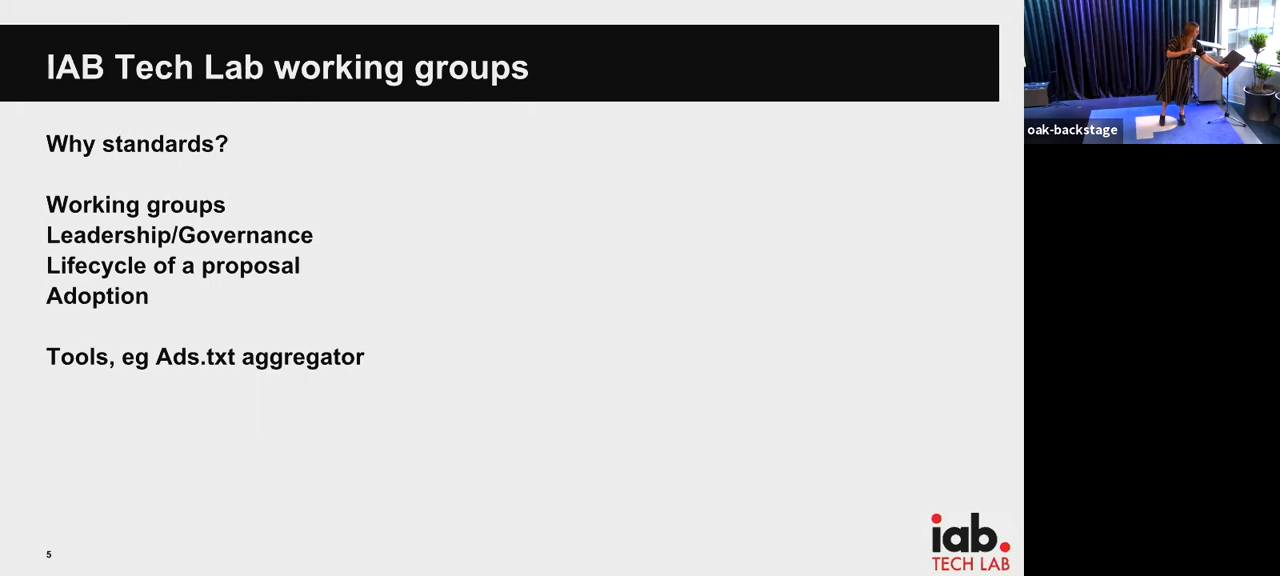 IAB Tech Lab working groups
Why standards?
Working groups
Leadership/Governance
Lifecycle of a proposal
Adoption
Tools, eg Ads.txt aggregator
5
iab.
TECH LAB
oak-backstage